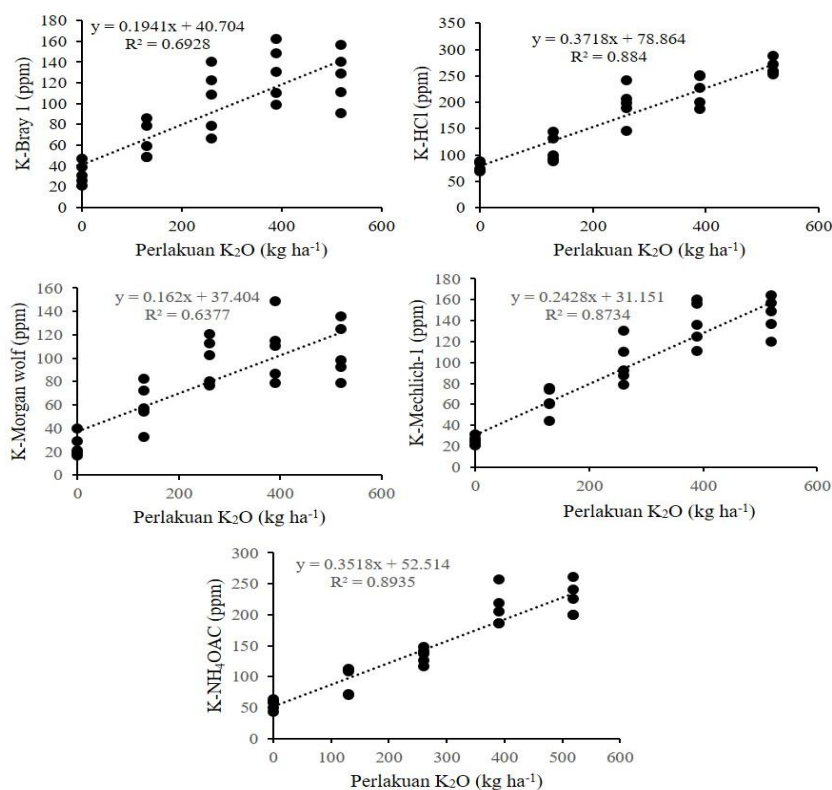 y = 0.1941x + 40.704
R² = 0.6928
K-Bray 1 (ppm)
180
160
140
120
100
80
60
40
20
0
0 200 400 600
Perlakuan K₂O (kg ha⁻¹)
y = 0.3718x + 78.864
R² = 0.884
K-HCl (ppm)
350
300
250
200
150
100
50
0
0 200 400 600
Perlakuan K₂O (kg ha⁻¹)
y = 0.162x + 37.404
R² = 0.6377
K-Morgan wolf (ppm)
160
140
120
100
80
60
40
20
0
0 200 400 600
Perlakuan K₂O (kg ha⁻¹)
y = 0.2428x + 31.151
R² = 0.8734
K-Mechlich-1 (ppm)
180
160
140
120
100
80
60
40
20
0
0 200 400 600
Perlakuan K₂O (kg ha⁻¹)
y = 0.3518x + 52.514
R² = 0.8935
K-NH₄OAC (ppm)
300
250
200
150
100
50
0
0 100 200 300 400 500 600
Perlakuan K₂O (kg ha⁻¹)